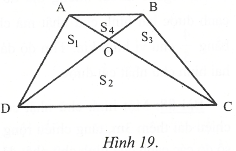 A B
S₁ S₄ S₃
O
S₂
D C
Hình 19.